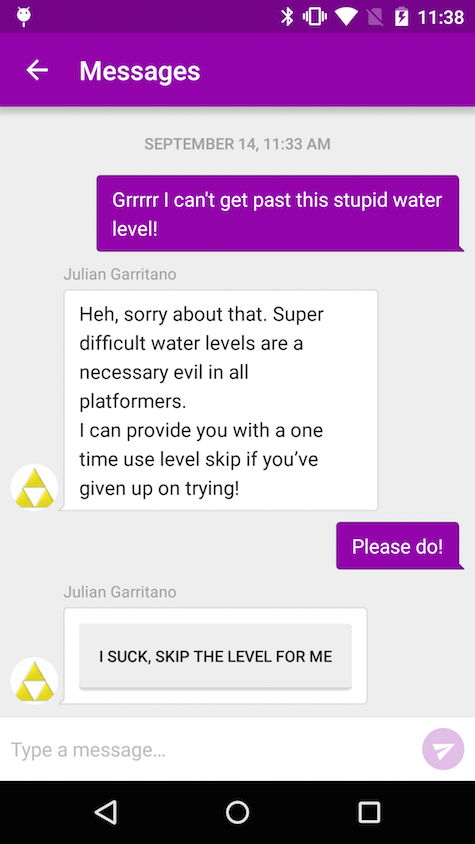 11:38
Messages
SEPTEMBER 14, 11:33 AM
Grrrrr I can't get past this stupid water
level!
Julian Garritano
Heh, sorry about that. Super
difficult water levels are a
necessary evil in all
platformers.
I can provide you with a one
time use level skip if you’ve
given up on trying!
Please do!
Julian Garritano
I SUCK, SKIP THE LEVEL FOR ME
Type a message…